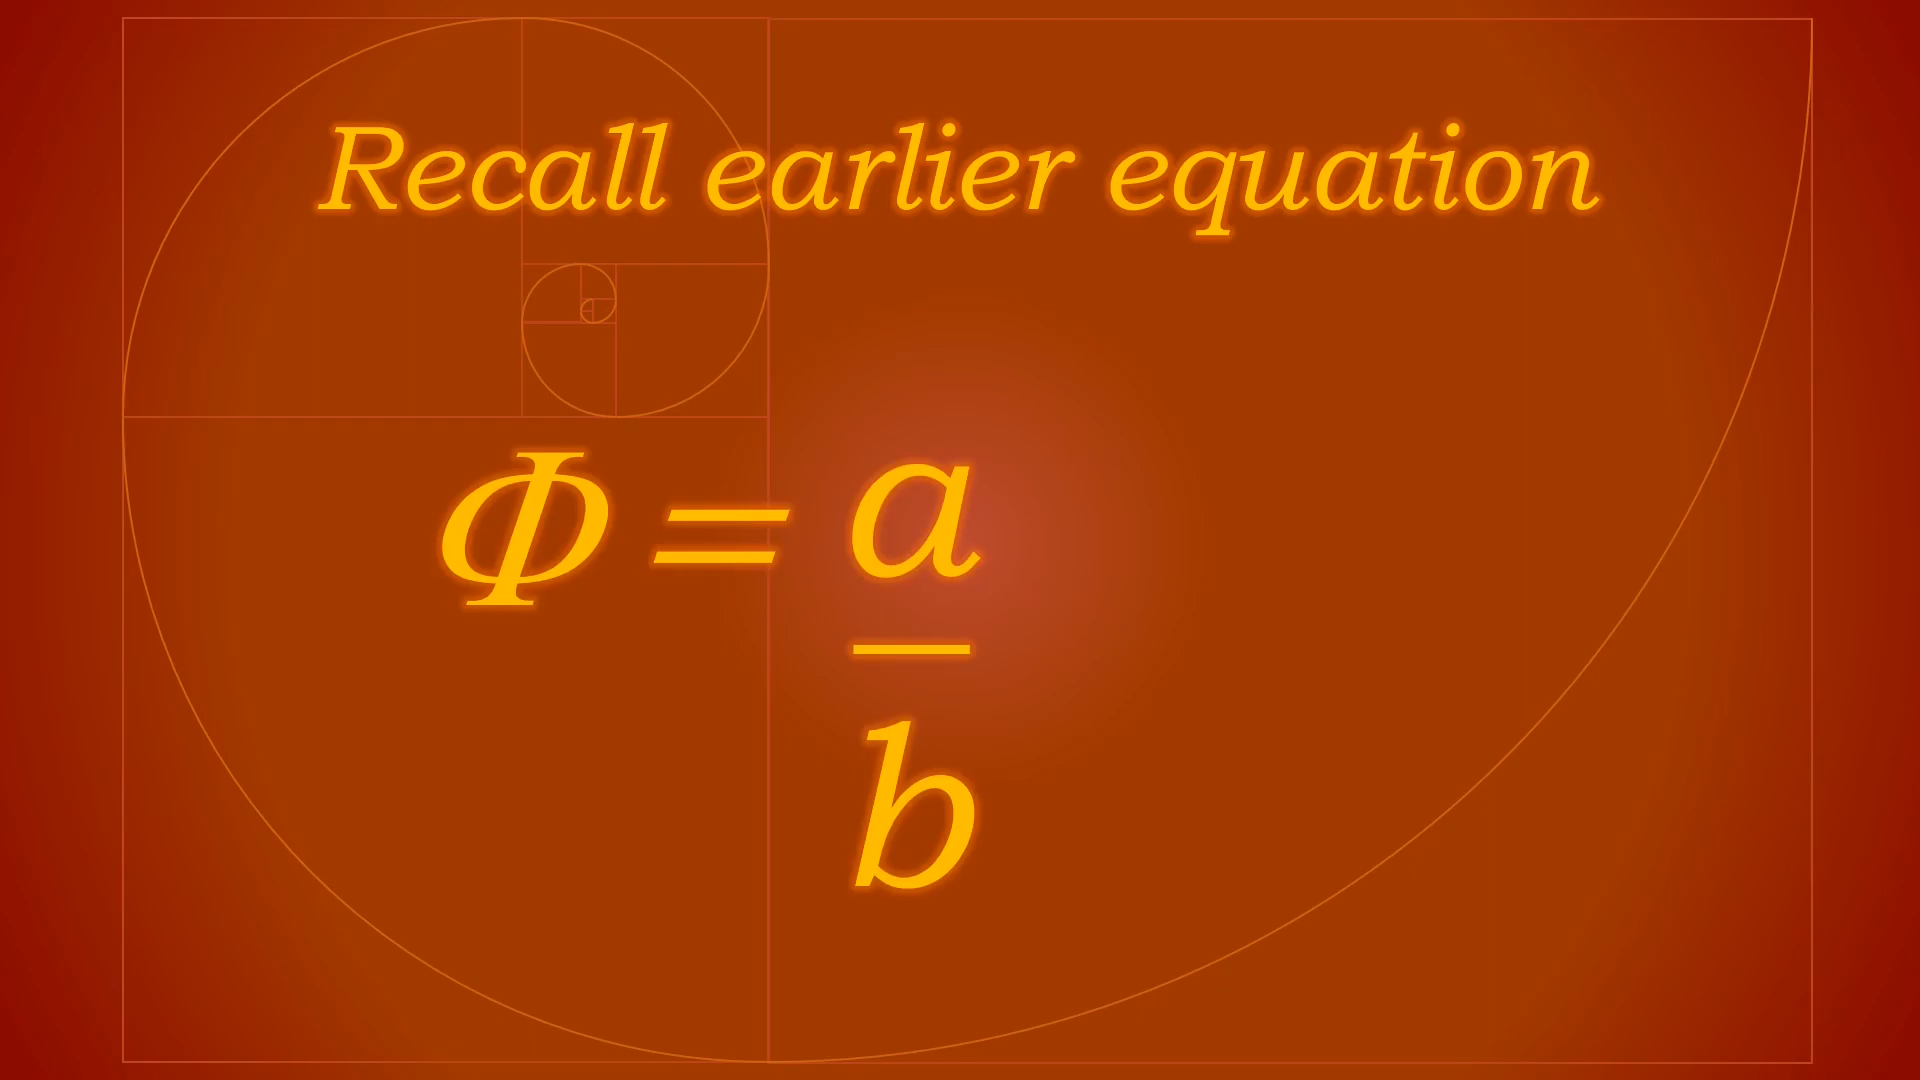 Recall earlier equation
Φ = a
—
b